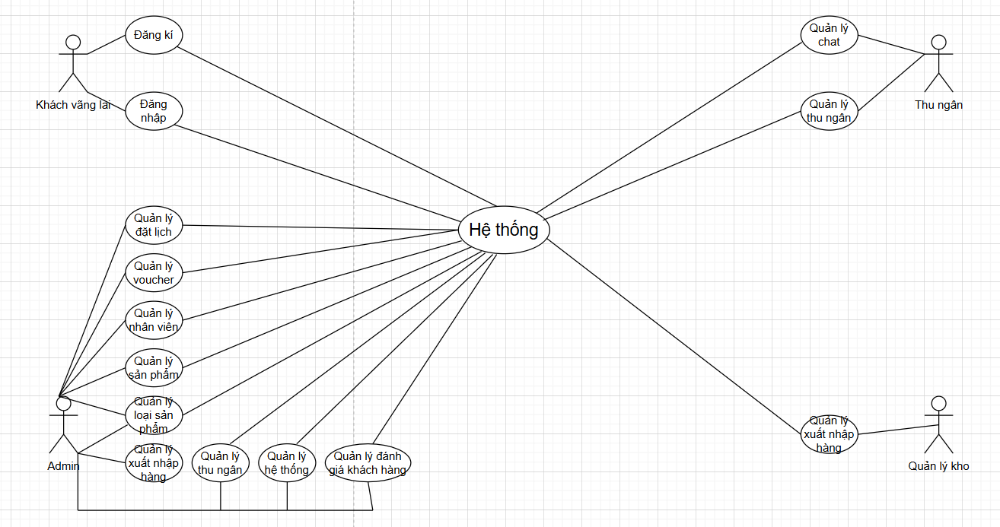 Đăng kí
Khách vãng lai
Đăng
nhập
Quản lý
chat
Quản lý
thu ngân
Thu ngân
Hệ thống
Quản lý
đặt lịch
Quản lý
voucher
Quản lý
nhân viên
Quản lý
sản phẩm
Quản lý
loại sản
phẩm
Admin
Quản lý
xuất nhập
hàng
Quản lý
thu ngân
Quản lý
hệ thống
Quản lý đánh
giá khách hàng
Quản lý
xuất nhập
hàng
Quản lý kho